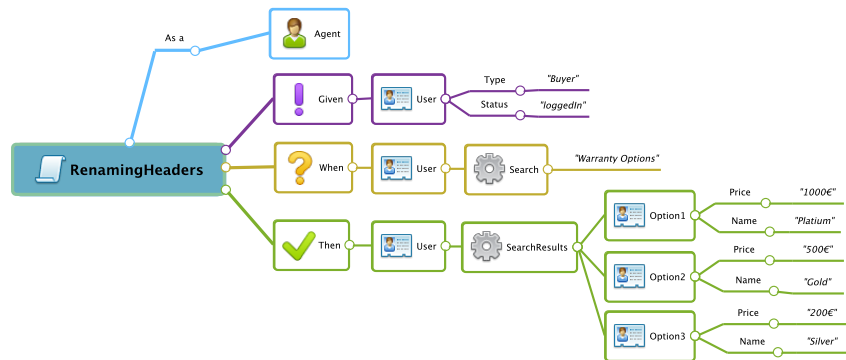 As a
Agent
RenamingHeaders
Given
User
Type
"Buyer"
Status
"loggedIn"
When
User
Search
"Warranty Options"
Then
User
SearchResults
Option1
Price
"1000€"
Name
"Platium"
Option2
Price
"500€"
Name
"Gold"
Option3
Price
"200€"
Name
"Silver"